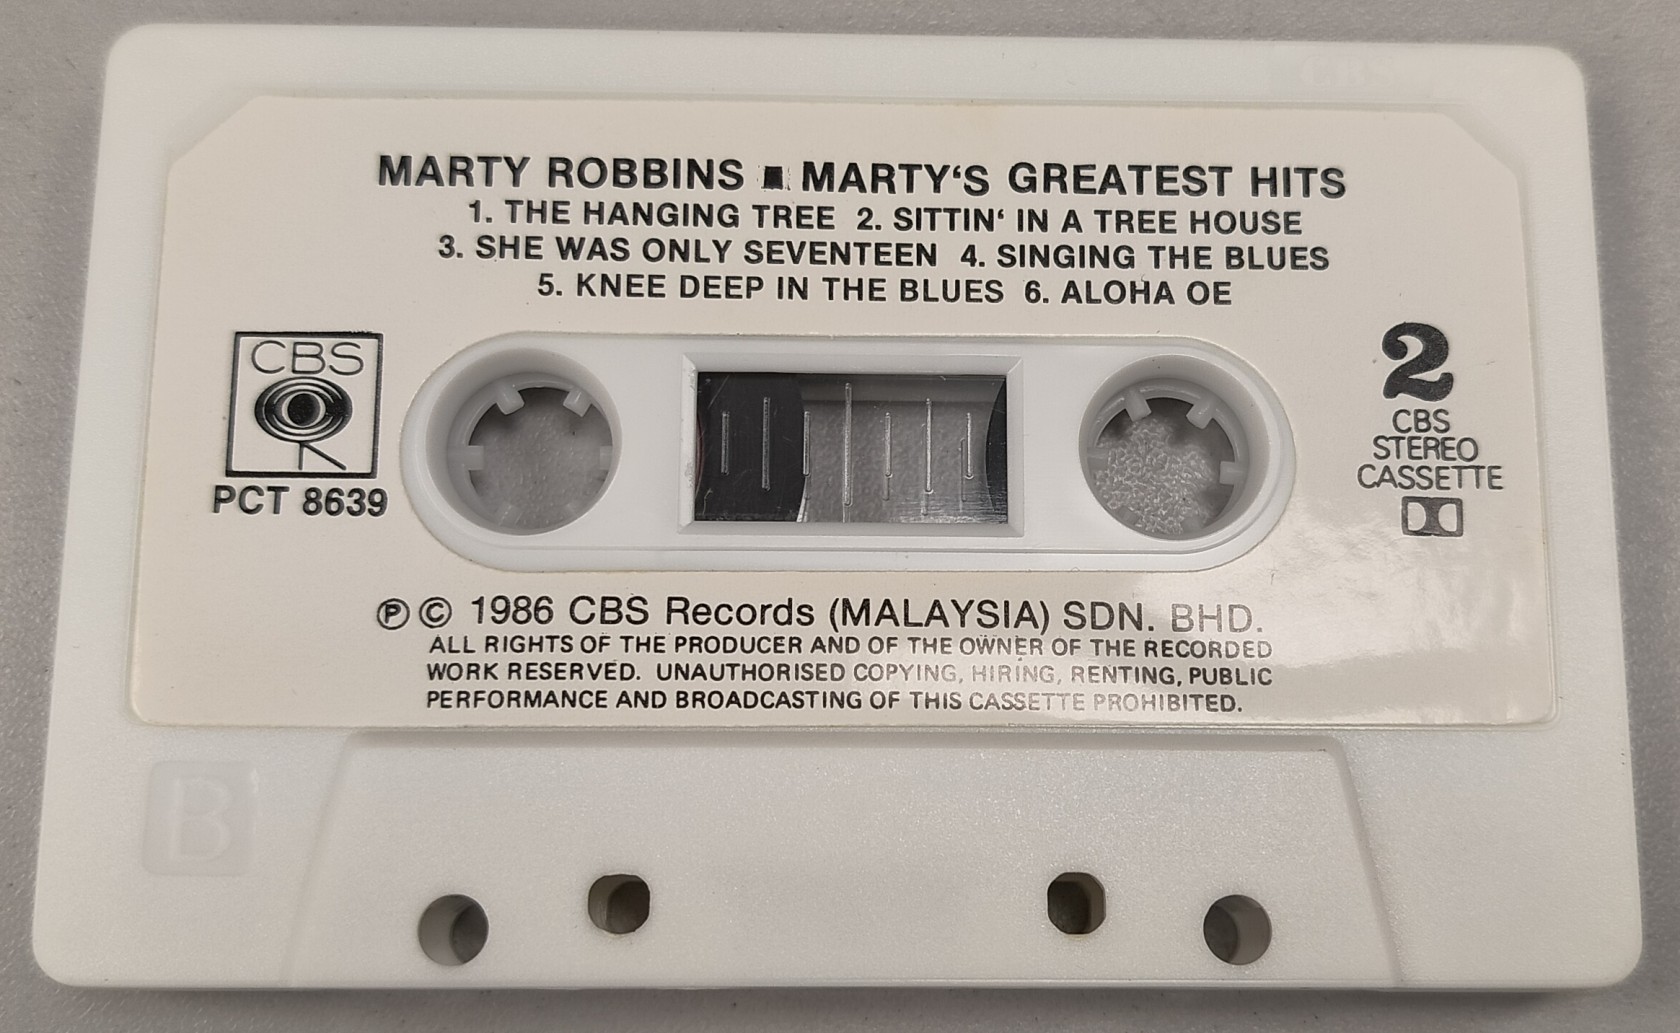 CBS
MARTY ROBBINS ■ MARTY‘S GREATEST HITS
1. THE HANGING TREE 2. SITTIN‘ IN A TREE HOUSE
3. SHE WAS ONLY SEVENTEEN 4. SINGING THE BLUES
5. KNEE DEEP IN THE BLUES 6. ALOHA OE
CBS
PCT 8639
2
CBS
STEREO
CASSETTE
℗ © 1986 CBS Records (MALAYSIA) SDN. BHD.
ALL RIGHTS OF THE PRODUCER AND OF THE OWNER OF THE RECORDED
WORK RESERVED. UNAUTHORISED COPYING, HIRING, RENTING, PUBLIC
PERFORMANCE AND BROADCASTING OF THIS CASSETTE PROHIBITED.
B